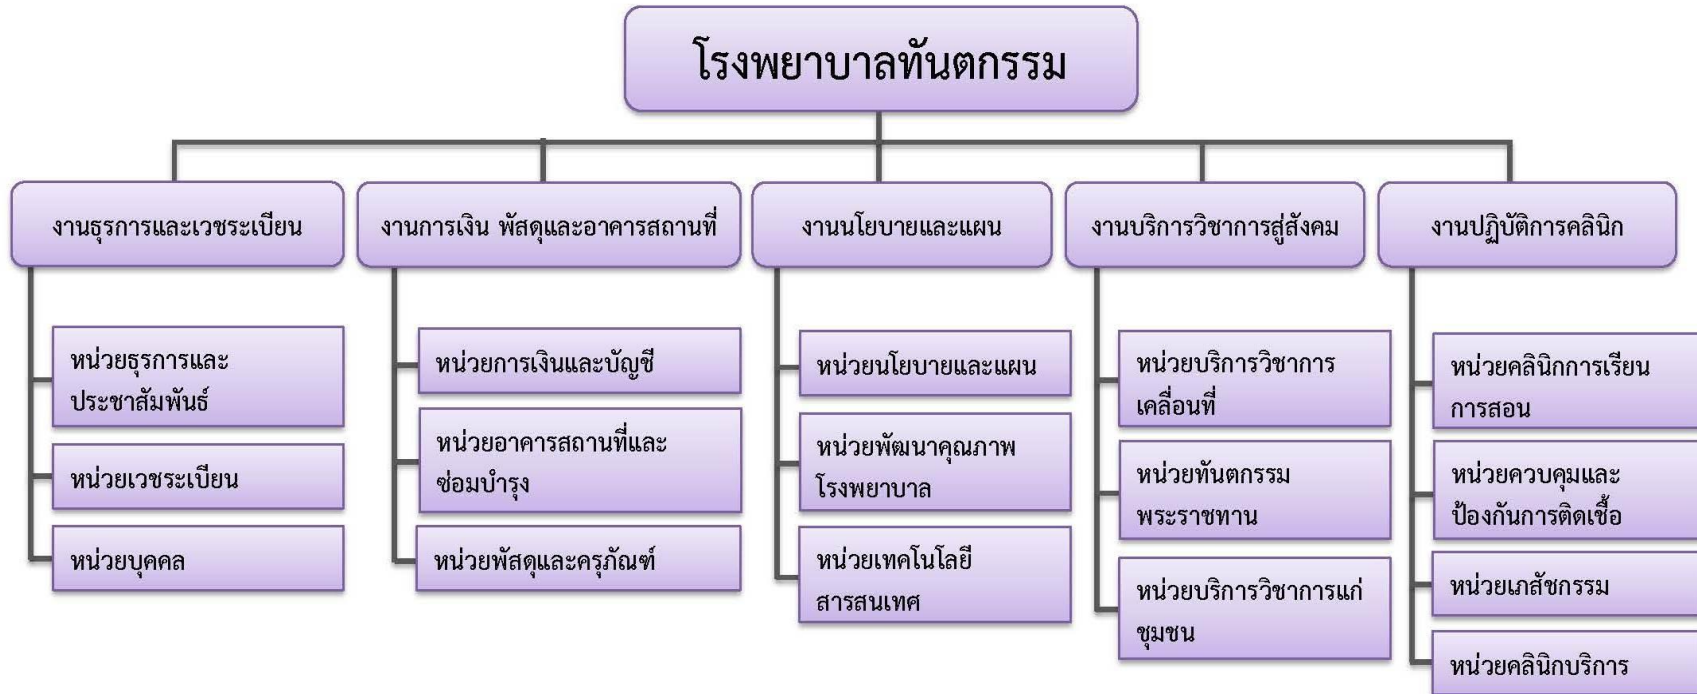 โรงพยาบาลทันตกรรม
งานธุรการและเวชระเบียน
หน่วยธุรการและ
ประชาสัมพันธ์
หน่วยเวชระเบียน
หน่วยบุคคล
งานการเงิน พัสดุและอาคารสถานที่
หน่วยการเงินและบัญชี
หน่วยอาคารสถานที่และ
ซ่อมบำรุง
หน่วยพัสดุและครุภัณฑ์
งานนโยบายและแผน
หน่วยนโยบายและแผน
หน่วยพัฒนาคุณภาพ
โรงพยาบาล
หน่วยเทคโนโลยี
สารสนเทศ
งานบริการวิชาการสู่สังคม
หน่วยบริการวิชาการ
เคลื่อนที่
หน่วยทันตกรรม
พระราชทาน
หน่วยบริการวิชาการแก่
ชุมชน
งานปฏิบัติการคลินิก
หน่วยคลินิกการเรียน
การสอน
หน่วยควบคุมและ
ป้องกันการติดเชื้อ
หน่วยเภสัชกรรม
หน่วยคลินิกบริการ